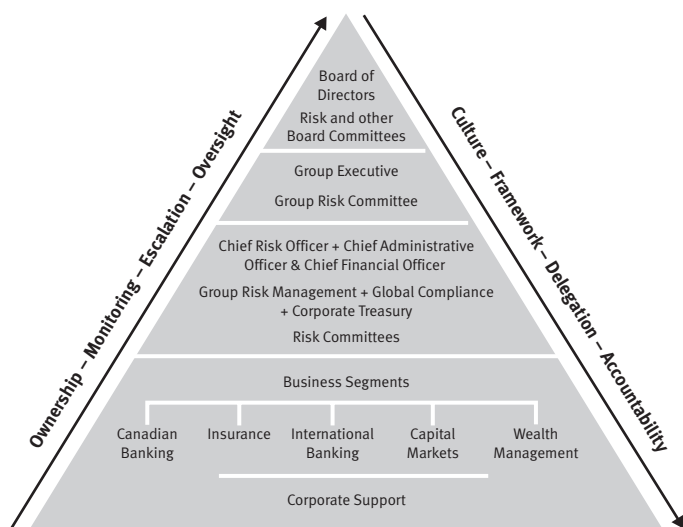 Board of
Directors
Risk and other
Board Committees
Group Executive
Group Risk Committee
Chief Risk Officer + Chief Administrative
Officer & Chief Financial Officer
Group Risk Management + Global Compliance
+ Corporate Treasury
Risk Committees
Business Segments
Canadian
Banking
Insurance
International
Banking
Capital
Markets
Wealth
Management
Corporate Support
Ownership – Monitoring – Escalation – Oversight
Culture – Framework – Delegation – Accountability